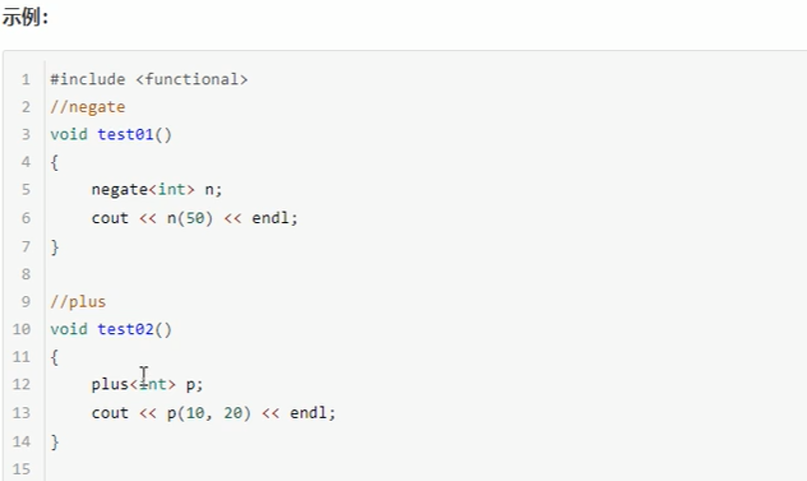 示例：
1 #include <functional>
2 //negate
3 void test01()
4 {
5     negate<int> n;
6     cout << n(50) << endl;
7 }
8
9 //plus
10 void test02()
11 {
12     plus<int> p;
13     cout << p(10, 20) << endl;
14 }
15